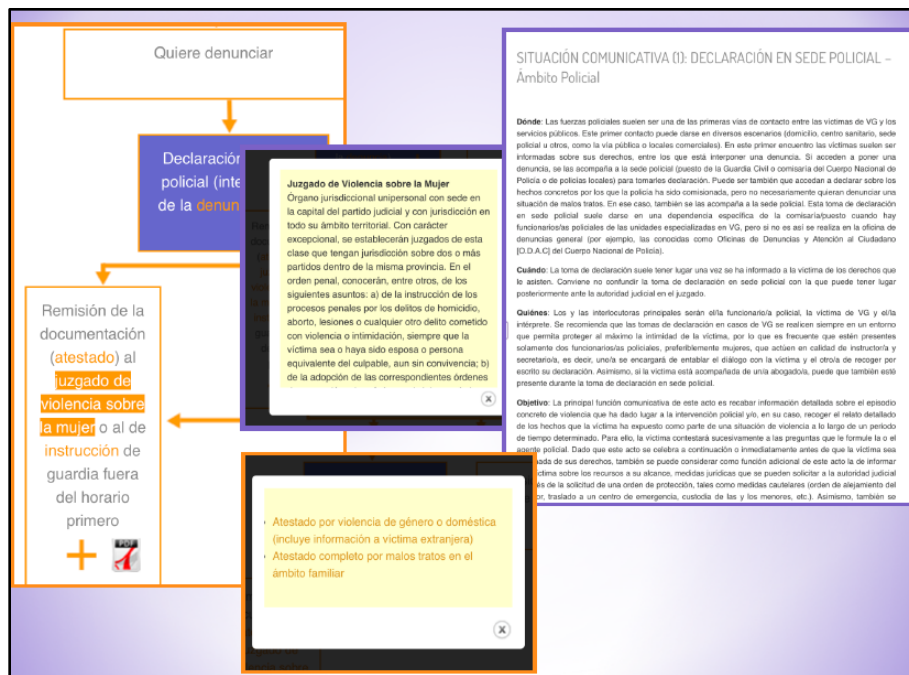 Quiere denunciar
Declaración
policial (inte
de la denun
Remisión de la
documentación
(atestado) al
juzgado de
violencia sobre
la mujer o al de
instrucción de
guardia fuera
del horario
primero
PDF
Juzgado de Violencia sobre la Mujer
Órgano jurisdiccional unipersonal con sede en
la capital del partido judicial y con jurisdicción en
todo su ámbito territorial. Con carácter
excepcional, se establecerán juzgados de esta
clase que tengan jurisdicción sobre dos o más
partidos dentro de la misma provincia. En el
orden penal, conocerán, entre otros, de los
siguientes asuntos: a) de la instrucción de los
procesos penales por los delitos de homicidio,
aborto, lesiones o cualquier otro delito cometido
con violencia o intimidación, siempre que la
víctima sea o haya sido esposa o persona
equivalente del culpable, aun sin convivencia; b)
de la adopción de las correspondientes órdenes
X
• Atestado por violencia de género o doméstica
(incluye información a víctima extranjera)
• Atestado completo por malos tratos en el
ámbito familiar
X
SITUACIÓN COMUNICATIVA (1): DECLARACIÓN EN SEDE POLICIAL –
Ámbito Policial
Dónde: Las fuerzas policiales suelen ser una de las primeras vías de contacto entre las víctimas de VG y los
servicios públicos. Este primer contacto puede darse en diversos escenarios (domicilio, centro sanitario, sede
policial u otros, como la vía pública o locales comerciales). En este primer encuentro las víctimas suelen ser
informadas sobre sus derechos, entre los que está interponer una denuncia. Si acceden a poner una
denuncia, se las acompaña a la sede policial (puesto de la Guardia Civil o comisaría del Cuerpo Nacional de
Policía o de policías locales) para tomarles declaración. Puede ser también que accedan a declarar sobre los
hechos concretos por los que la policía ha sido comisionada, pero no necesariamente quieran denunciar una
situación de malos tratos. En ese caso, también se las acompaña a la sede policial. Esta toma de declaración
en sede policial suele darse en una dependencia específica de la comisaría/puesto cuando hay
funcionarios/as policiales de las unidades especializadas en VG, pero si no es así se realiza en la oficina de
denuncias general (por ejemplo, las conocidas como Oficinas de Denuncias y Atención al Ciudadano
[O.D.A.C] del Cuerpo Nacional de Policía).
Cuándo: La toma de declaración suele tener lugar una vez se ha informado a la víctima de los derechos que
le asisten. Conviene no confundir la toma de declaración en sede policial con la que puede tener lugar
posteriormente ante la autoridad judicial en el juzgado.
Quiénes: Los y las interlocutoras principales serán el/la funcionario/a policial, la víctima de VG y el/la
intérprete. Se recomienda que las tomas de declaración en casos de VG se realicen siempre en un entorno
que permita proteger al máximo la intimidad de la víctima, por lo que es frecuente que estén presentes
solamente dos funcionarios/as policiales, preferiblemente mujeres, que actúen en calidad de instructor/a y
secretario/a, es decir, uno/a se encargará de entablar el diálogo con la víctima y el otro/a de recoger por
escrito su declaración. Asimismo, si la víctima está acompañada de un/a abogado/a, puede que también esté
presente durante la toma de declaración en sede policial.
Objetivo: La principal función comunicativa de este acto es recabar información detallada sobre el episodio
concreto de violencia que ha dado lugar a la intervención policial y/o, en su caso, recoger el relato detallado
de los hechos que la víctima ha expuesto como parte de una situación de violencia a lo largo de un período
de tiempo determinado. Para ello, la víctima contestará sucesivamente a las preguntas que le formule la o el
agente policial. Dado que este acto se celebra a continuación o inmediatamente antes de que la víctima sea
nada de sus derechos, también se puede considerar como función adicional de este acto la de informar
ctima sobre los recursos a su alcance, medidas jurídicas que se pueden solicitar a la autoridad judicial
és de la solicitud de una orden de protección, tales como medidas cautelares (orden de alejamiento del
or, traslado a un centro de emergencia, custodia de las y los menores, etc.). Asimismo, también se